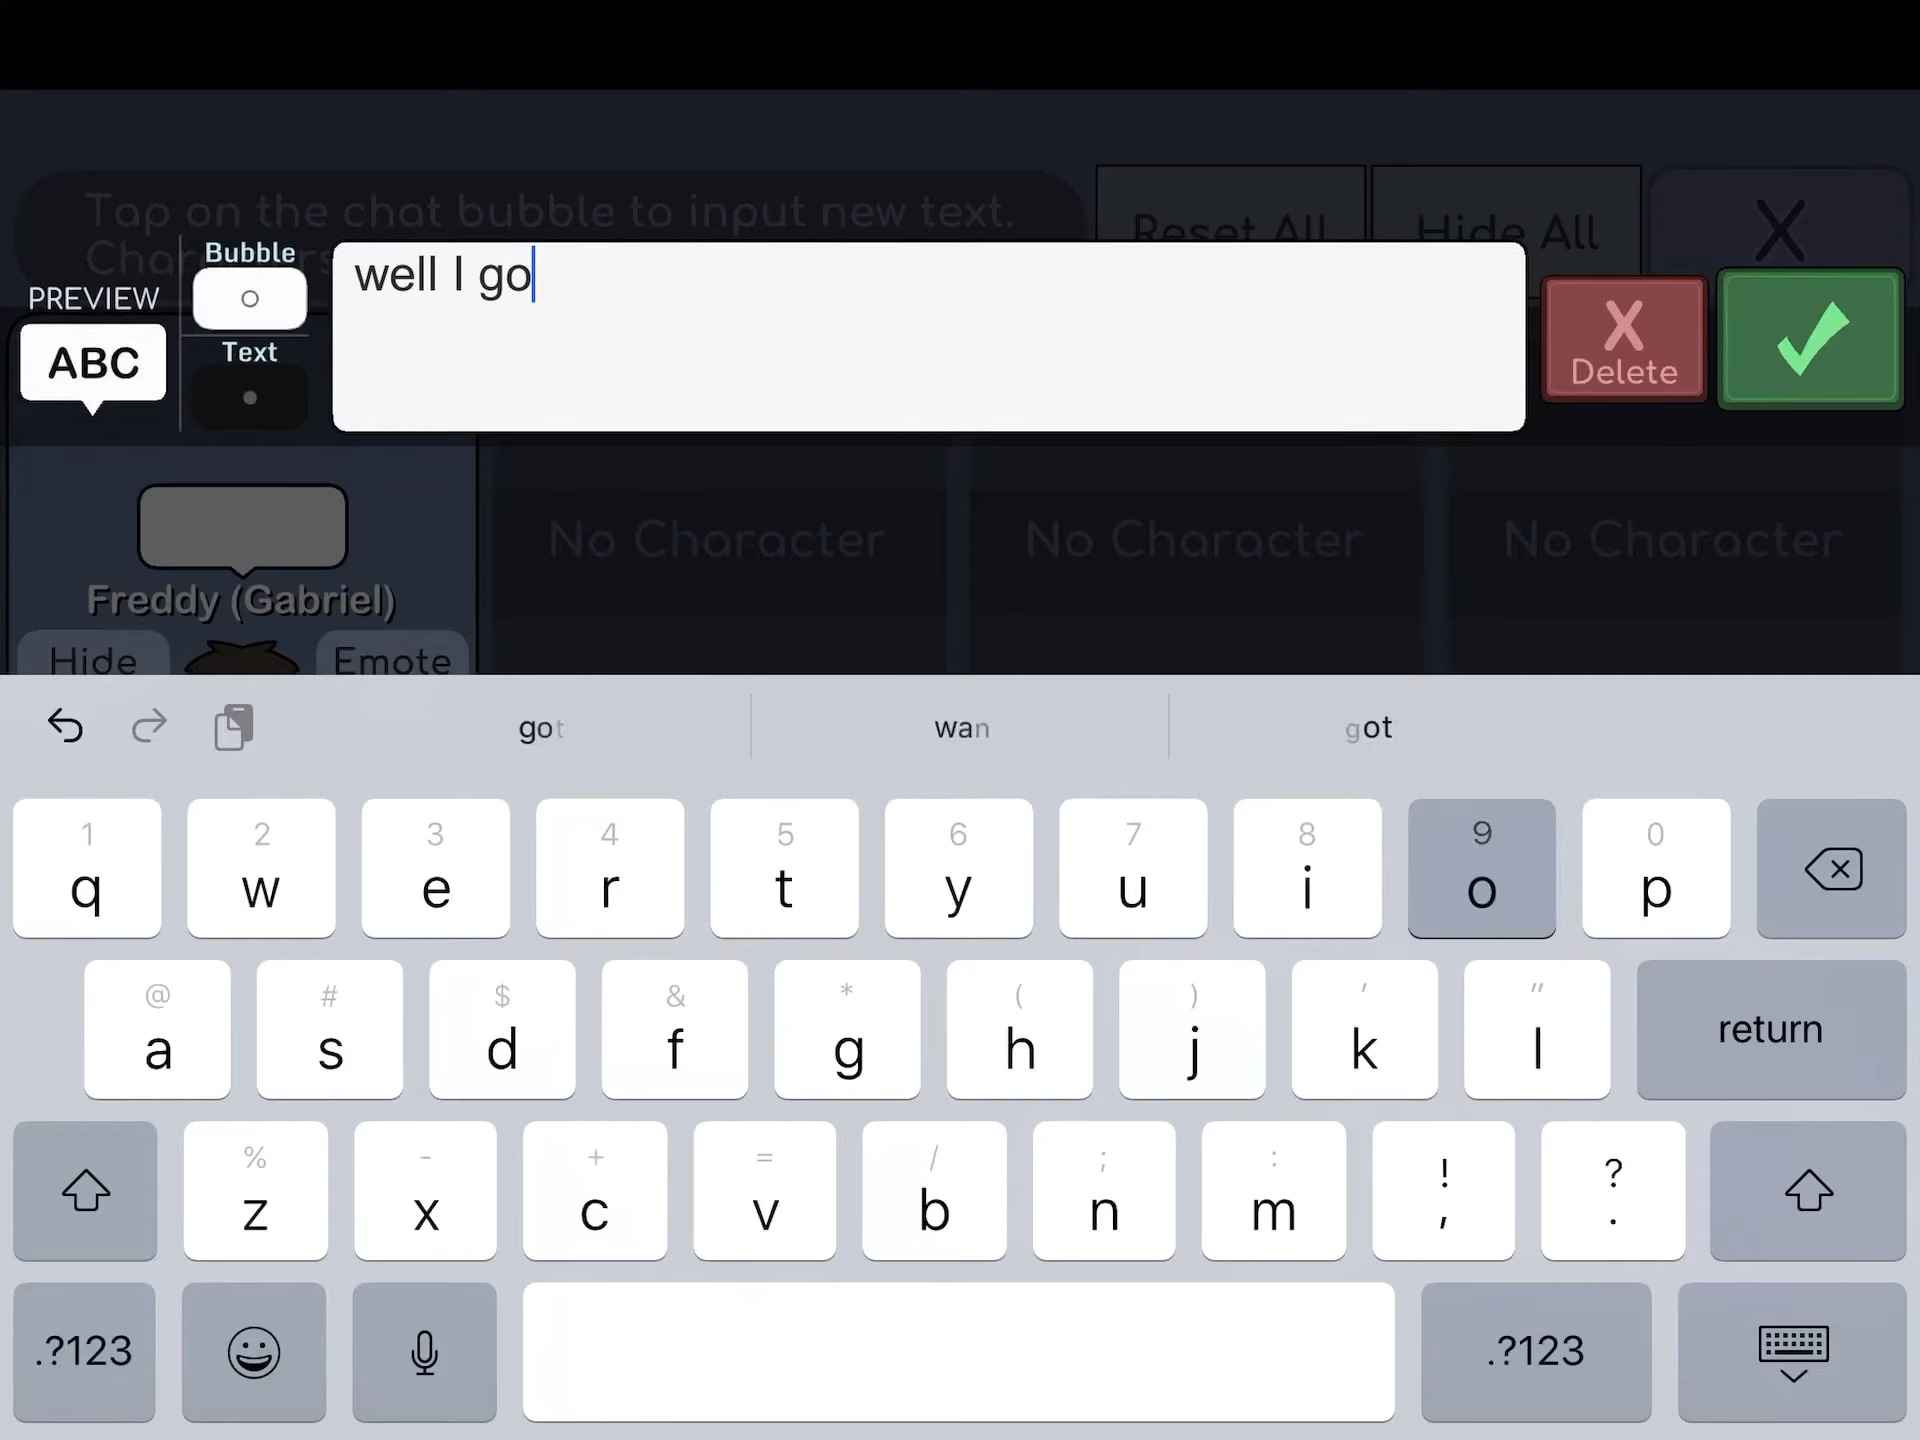 Tap on the chat bubble to input new text.
Reset All
Hide All
X
Bubble
PREVIEW
ABC
Text
well I go
X
Delete
No Character
No Character
No Character
Freddy (Gabriel)
Hide
Emote
got
wan
got
1 2 3 4 5 6 7 8 9 0
q w e r t y u i o p
@ # $ & * ( ) ' "
a s d f g h j k l
return
% - + = / ; : ! ?
z x c v b n m , .
.?123
.?123